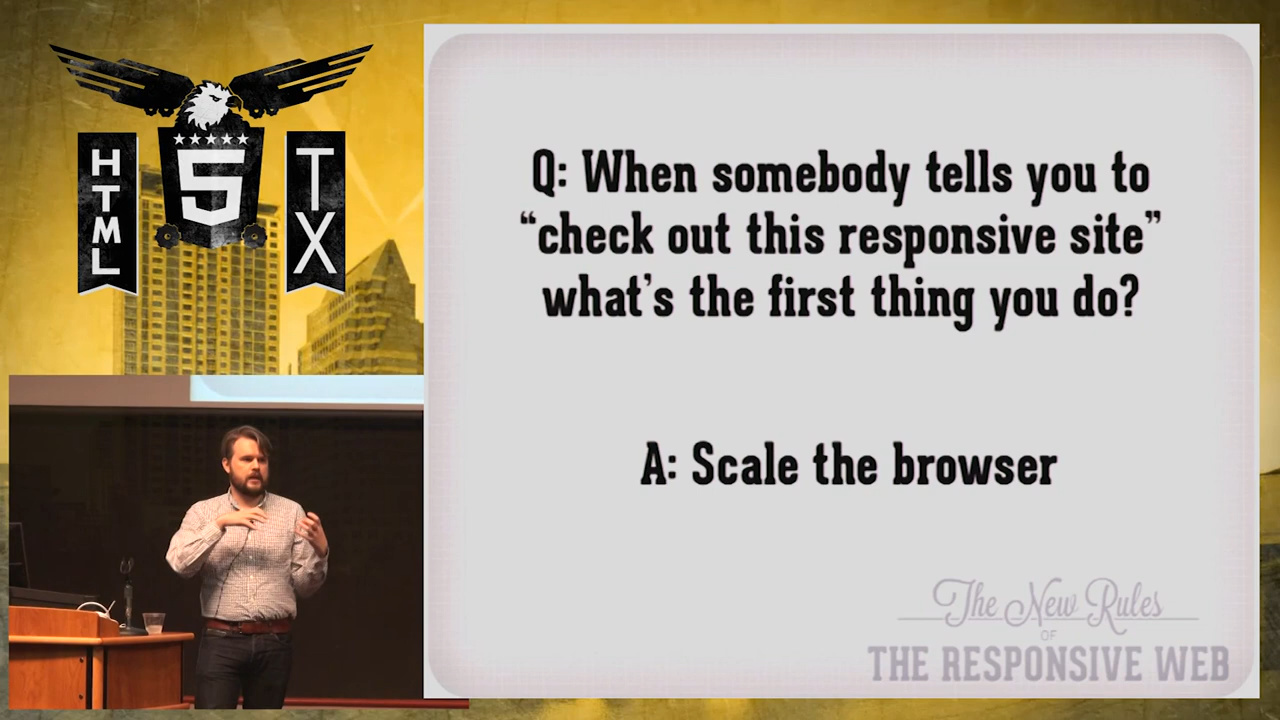 HTML
5
TX
Q: When somebody tells you to
“check out this responsive site”
what's the first thing you do?
A: Scale the browser
The New Rules
OF
THE RESPONSIVE WEB